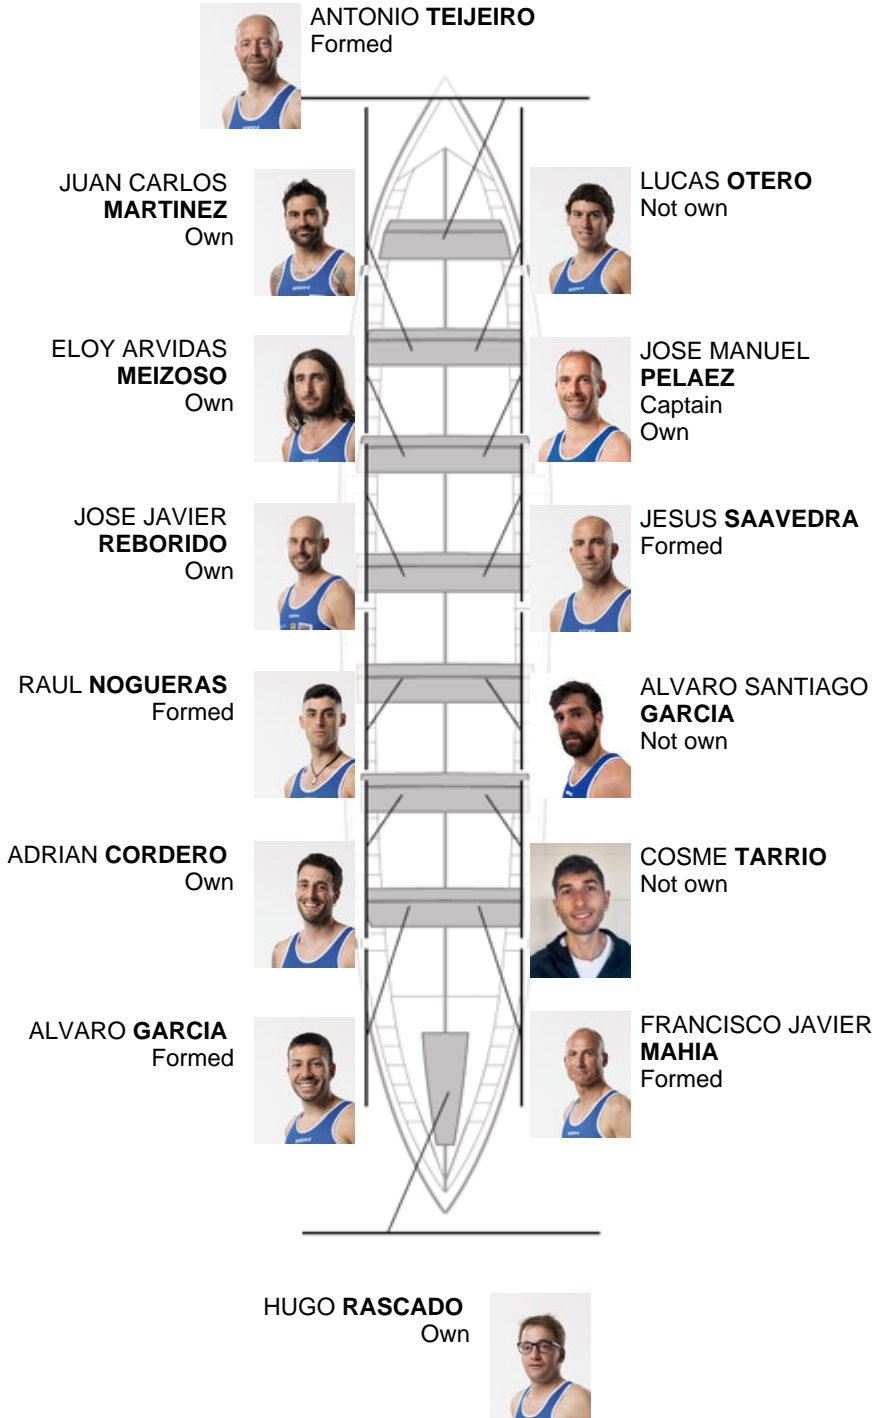 ANTONIO TEIJEIRO
Formed
JUAN CARLOS
MARTINEZ
Own
LUCAS OTERO
Not own
ELOY ARVIDAS
MEIZOSO
Own
JOSE MANUEL
PELAEZ
Captain
Own
JOSE JAVIER
REBORIDO
Own
JESUS SAAVEDRA
Formed
RAUL NOGUERAS
Formed
ALVARO SANTIAGO
GARCIA
Not own
ADRIAN CORDERO
Own
COSME TARRIO
Not own
ALVARO GARCIA
Formed
FRANCISCO JAVIER
MAHIA
Formed
HUGO RASCADO
Own